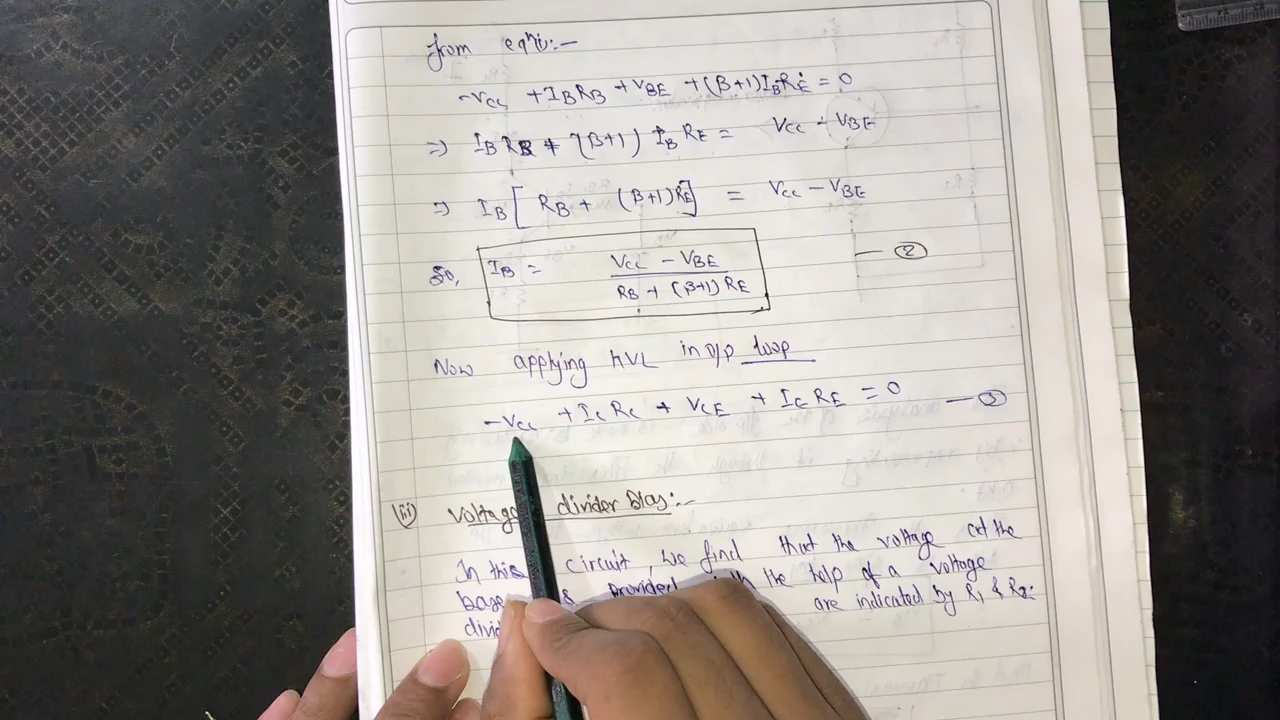 from eqn:-
-VCC + IBRB + VBE + (β+1)IBRE = 0
⇒ IBRB + (β+1) IBRE = VCC - VBE
⇒ IB[ RB + (β+1)RE] = VCC - VBE
So, IB = VCC - VBE / RB + (β+1) RE — ②
Now applying KVL in o/p loop
-VCC + ICRC + VCE + ICRE = 0 — ③
(iii) Voltage divider bias:-
In this circuit, we find that the voltage at the
base provided the help of a voltage
are indicated by R1 & R2: